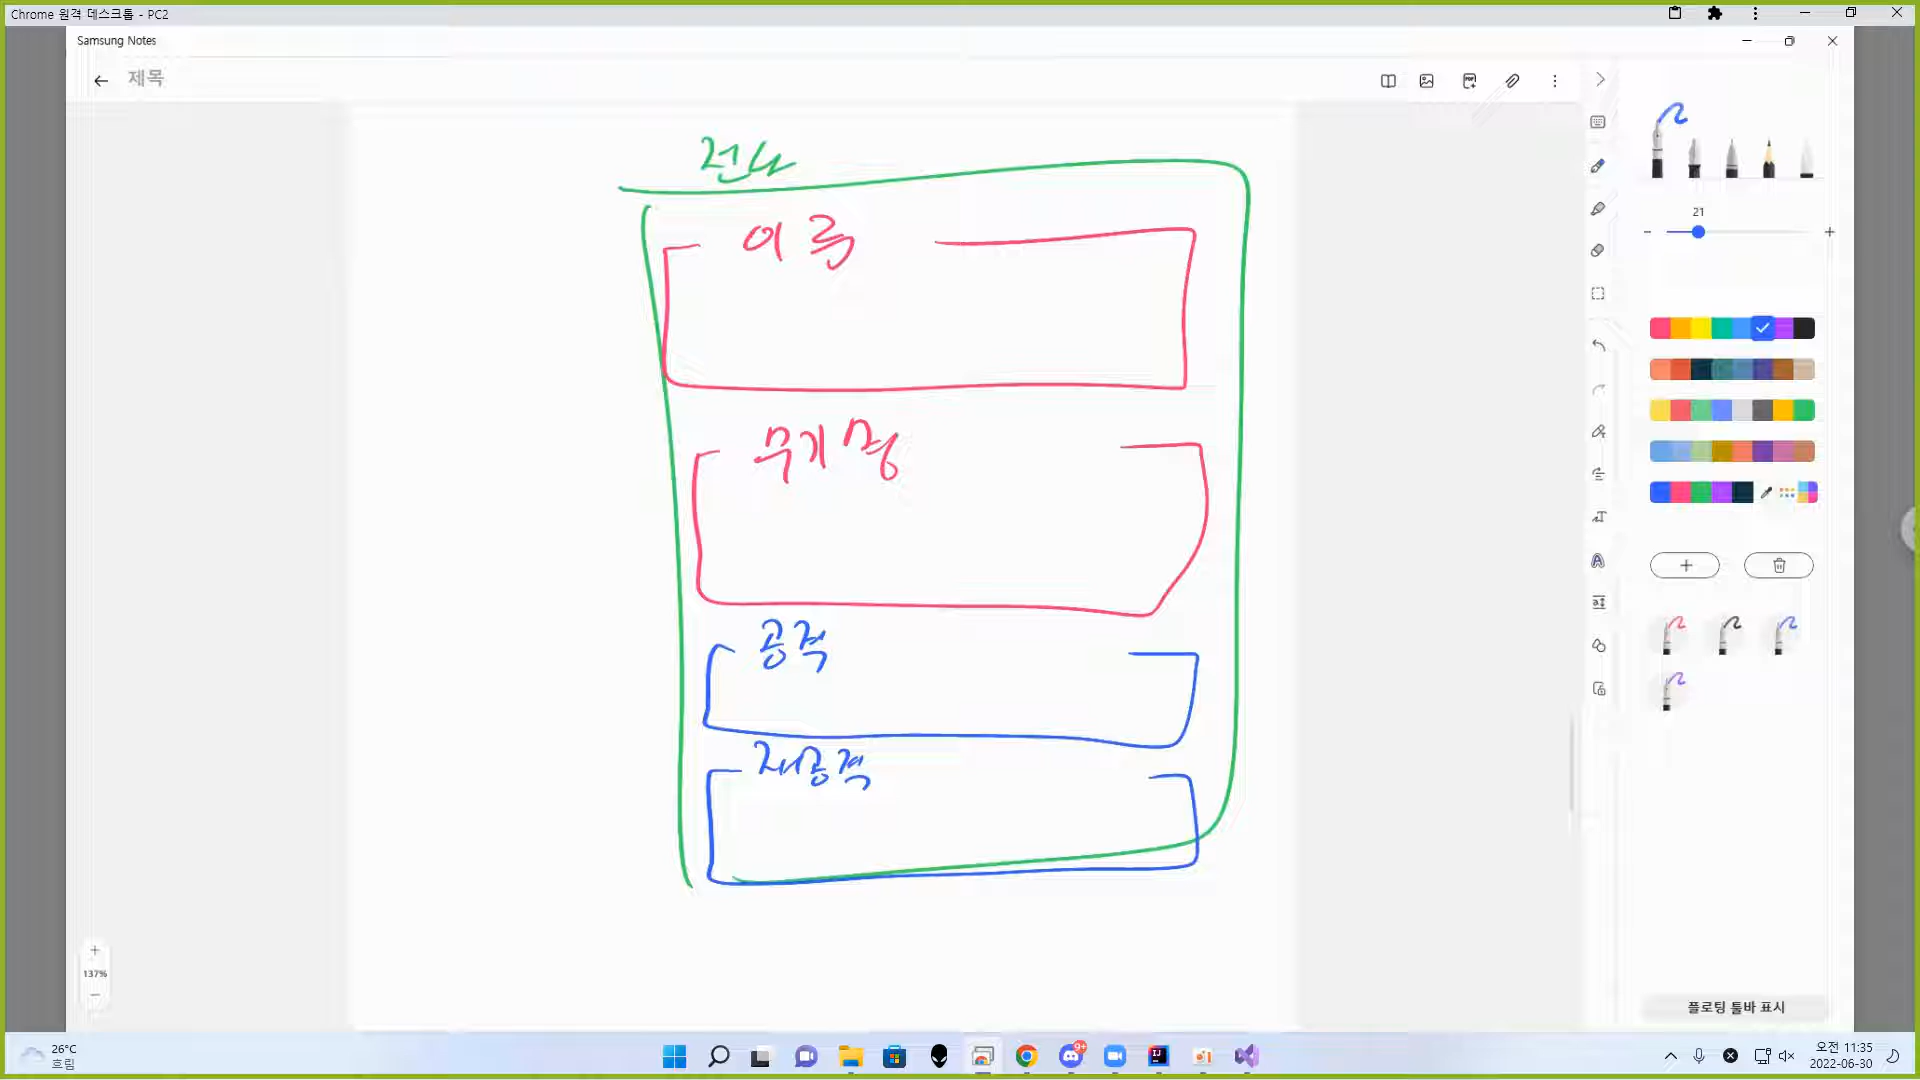 Chrome 원격 데스크톱 - PC2
Samsung Notes
제목
전사
이름
무기명
공격
재공격
21
137%
플로팅 툴바 표시
26°C
흐림
9+
오전 11:35
2022-06-30